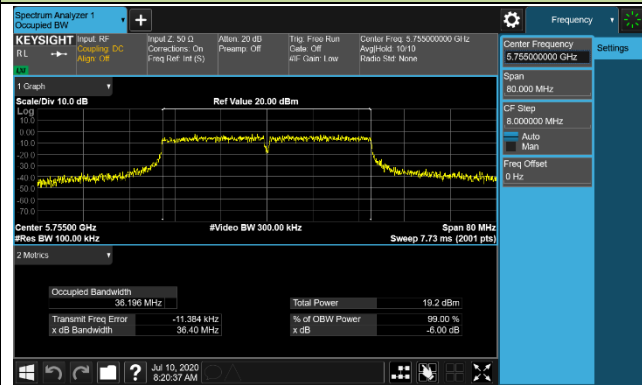 Spectrum Analyzer 1
Occupied BW
Frequency
KEYSIGHT
RL
Input: RF
Coupling: DC
Align: Off
Input Z: 50 Ω
Corrections: On
Freq Ref: Int (S)
Atten: 20 dB
Preamp: Off
Trig: Free Run
Gate: Off
#IF Gain: Low
Center Freq: 5.755000000 GHz
Avg|Hold: 10/10
Radio Std: None
Center Frequency
5.755000000 GHz
Settings
Span
80.000 MHz
CF Step
8.000000 MHz
Auto
Man
Freq Offset
0 Hz
1 Graph
Scale/Div 10.0 dB
Ref Value 20.00 dBm
Log
10.0
0.00
-10.0
-20.0
-30.0
-40.0
-50.0
-60.0
-70.0
Center 5.75500 GHz
#Video BW 300.00 kHz
Span 80 MHz
#Res BW 100.00 kHz
Sweep 7.73 ms (2001 pts)
2 Metrics
Occupied Bandwidth
36.196 MHz
Total Power
19.2 dBm
Transmit Freq Error
-11.384 kHz
% of OBW Power
99.00 %
x dB Bandwidth
36.40 MHz
x dB
-6.00 dB
Jul 10, 2020
8:20:37 AM